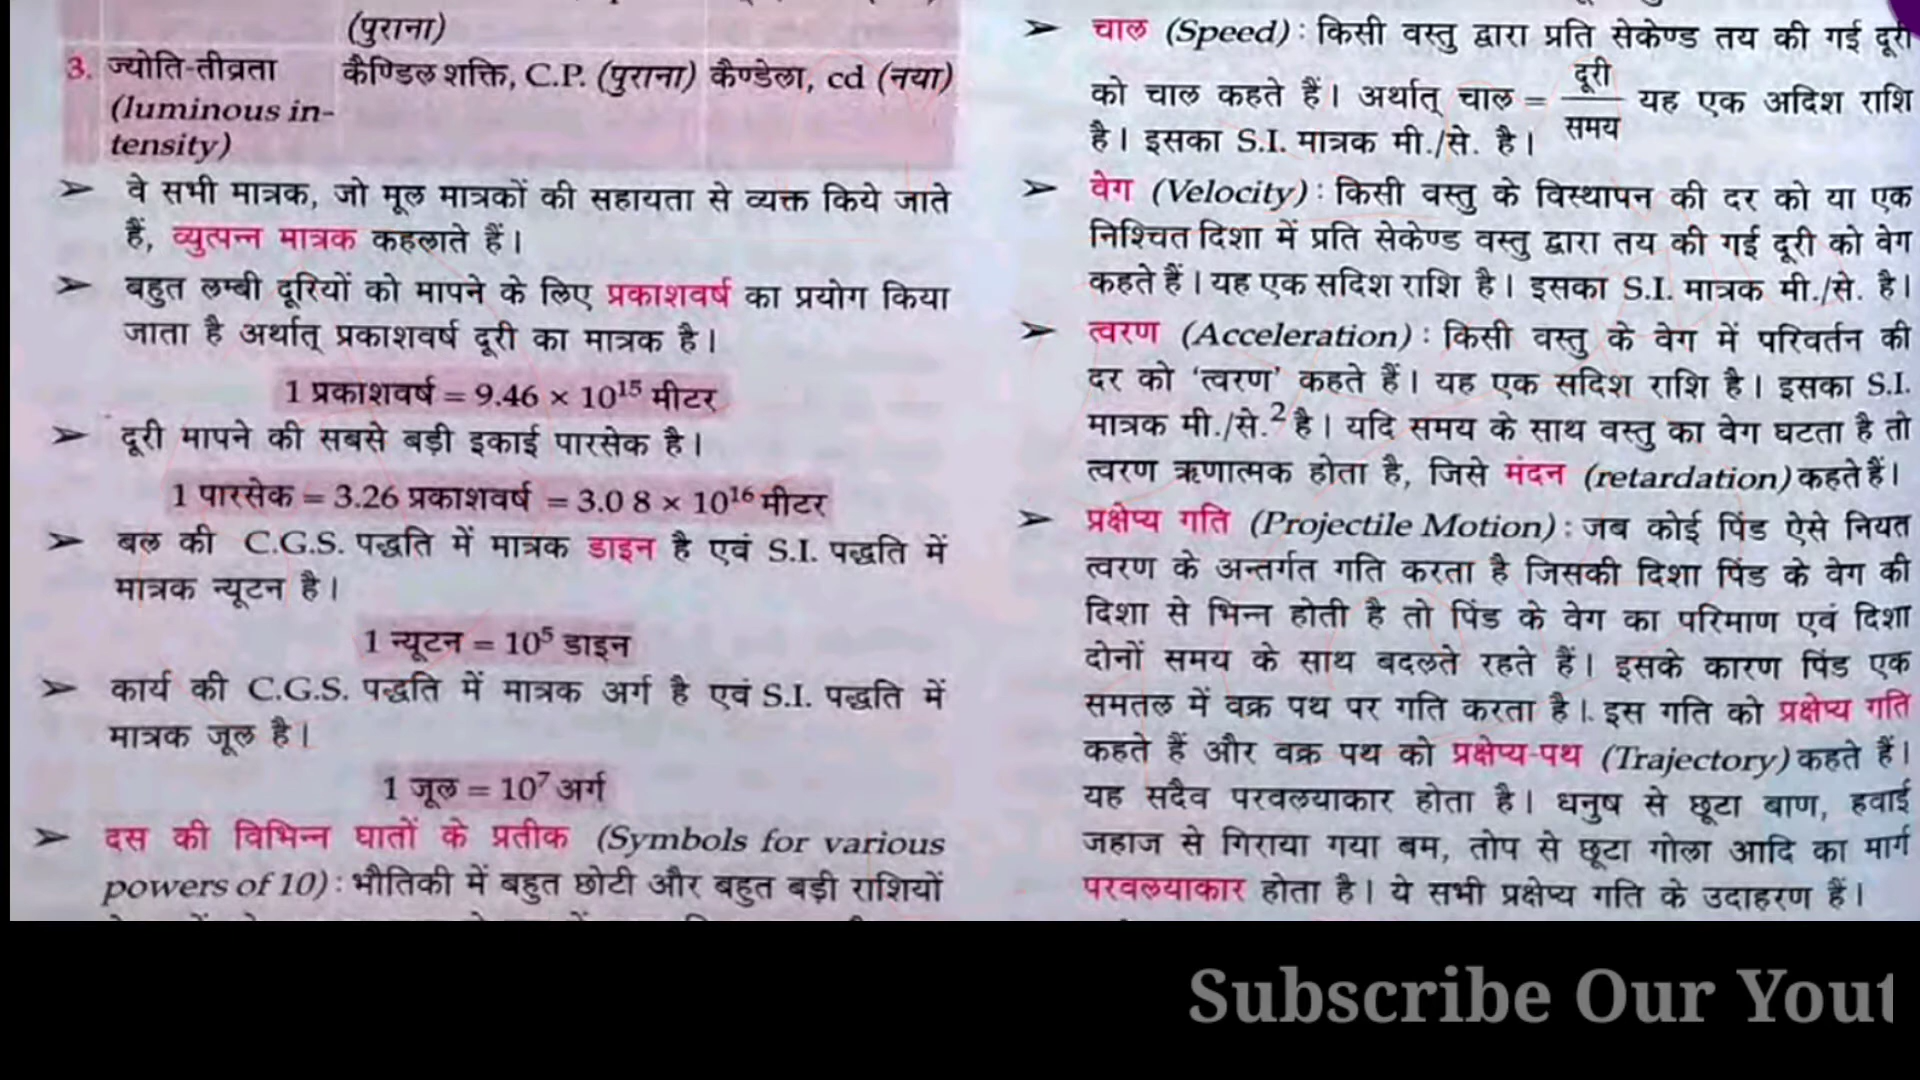 (पुराना)
3. ज्योति-तीव्रता कैण्डिल शक्ति, C.P. (पुराना) कैण्डेला, cd (नया)
(luminous in-
tensity)
➢ वे सभी मात्रक, जो मूल मात्रकों की सहायता से व्यक्त किये जाते
हैं, व्युत्पन्न मात्रक कहलाते हैं।
➢ बहुत लम्बी दूरियों को मापने के लिए प्रकाशवर्ष का प्रयोग किया
जाता है अर्थात् प्रकाशवर्ष दूरी का मात्रक है।
1 प्रकाशवर्ष = 9.46 × 10¹⁵ मीटर
➢ दूरी मापने की सबसे बड़ी इकाई पारसेक है।
1 पारसेक = 3.26 प्रकाशवर्ष = 3.0 8 × 10¹⁶ मीटर
➢ बल की C.G.S. पद्धति में मात्रक डाइन है एवं S.I. पद्धति में
मात्रक न्यूटन है।
1 न्यूटन = 10⁵ डाइन
➢ कार्य की C.G.S. पद्धति में मात्रक अर्ग है एवं S.I. पद्धति में
मात्रक जूल है।
1 जूल = 10⁷ अर्ग
➢ दस की विभिन्न घातों के प्रतीक (Symbols for various
powers of 10) : भौतिकी में बहुत छोटी और बहुत बड़ी राशियों
➢ चाल (Speed) : किसी वस्तु द्वारा प्रति सेकेण्ड तय की गई दूरी
को चाल कहते हैं। अर्थात् चाल = दूरी/समय यह एक अदिश राशि
है। इसका S.I. मात्रक मी./से. है।
➢ वेग (Velocity) : किसी वस्तु के विस्थापन की दर को या एक
निश्चित दिशा में प्रति सेकेण्ड वस्तु द्वारा तय की गई दूरी को वेग
कहते हैं। यह एक सदिश राशि है। इसका S.I. मात्रक मी./से. है।
➢ त्वरण (Acceleration) : किसी वस्तु के वेग में परिवर्तन की
दर को ‘त्वरण’ कहते हैं। यह एक सदिश राशि है। इसका S.I.
मात्रक मी./से.² है। यदि समय के साथ वस्तु का वेग घटता है तो
त्वरण ऋणात्मक होता है, जिसे मंदन (retardation) कहते हैं।
➢ प्रक्षेप्य गति (Projectile Motion) : जब कोई पिंड ऐसे नियत
त्वरण के अन्तर्गत गति करता है जिसकी दिशा पिंड के वेग की
दिशा से भिन्न होती है तो पिंड के वेग का परिमाण एवं दिशा
दोनों समय के साथ बदलते रहते हैं। इसके कारण पिंड एक
समतल में वक्र पथ पर गति करता है। इस गति को प्रक्षेप्य गति
कहते हैं और वक्र पथ को प्रक्षेप्य-पथ (Trajectory) कहते हैं।
यह सदैव परवलयाकार होता है। धनुष से छूटा बाण, हवाई
जहाज से गिराया गया बम, तोप से छूटा गोला आदि का मार्ग
परवलयाकार होता है। ये सभी प्रक्षेप्य गति के उदाहरण हैं।
Subscribe Our Yout